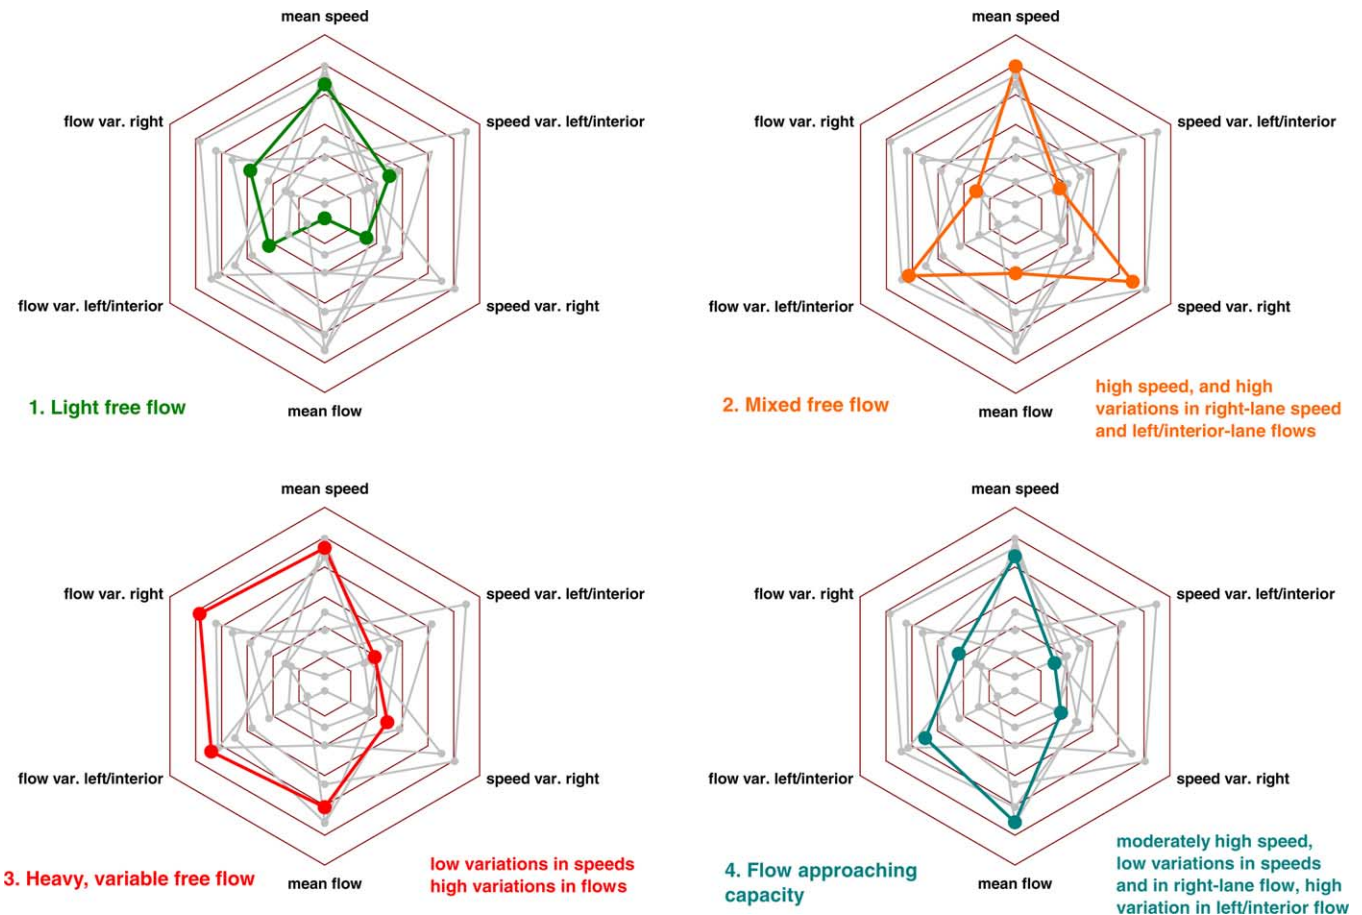 mean speed
flow var. right
speed var. left/interior
flow var. left/interior
speed var. right
1. Light free flow
mean flow
mean speed
flow var. right
speed var. left/interior
flow var. left/interior
speed var. right
2. Mixed free flow
mean flow
high speed, and high
variations in right-lane speed
and left/interior-lane flows
mean speed
flow var. right
speed var. left/interior
flow var. left/interior
speed var. right
3. Heavy, variable free flow
mean flow
low variations in speeds
high variations in flows
mean speed
flow var. right
speed var. left/interior
flow var. left/interior
speed var. right
4. Flow approaching
capacity
mean flow
moderately high speed,
low variations in speeds
and in right-lane flow, high
variation in left/interior flow